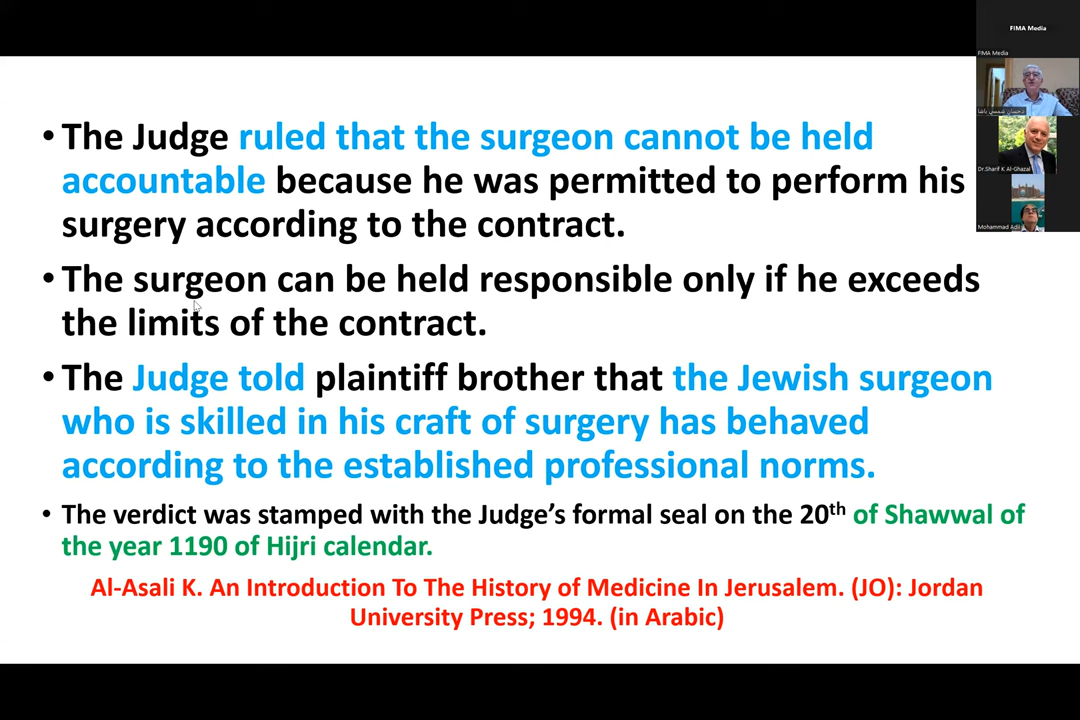 • The Judge ruled that the surgeon cannot be held
accountable because he was permitted to perform his
surgery according to the contract.
• The surgeon can be held responsible only if he exceeds
the limits of the contract.
• The Judge told plaintiff brother that the Jewish surgeon
who is skilled in his craft of surgery has behaved
according to the established professional norms.
• The verdict was stamped with the Judge’s formal seal on the 20th of Shawwal of
the year 1190 of Hijri calendar.
Al-Asali K. An Introduction To The History of Medicine In Jerusalem. (JO): Jordan
University Press; 1994. (in Arabic)
FIMA Media
FIMA Media
د حسان شمسي باشا
Dr.Sharif K Al-Ghazal
Mohammad Adil